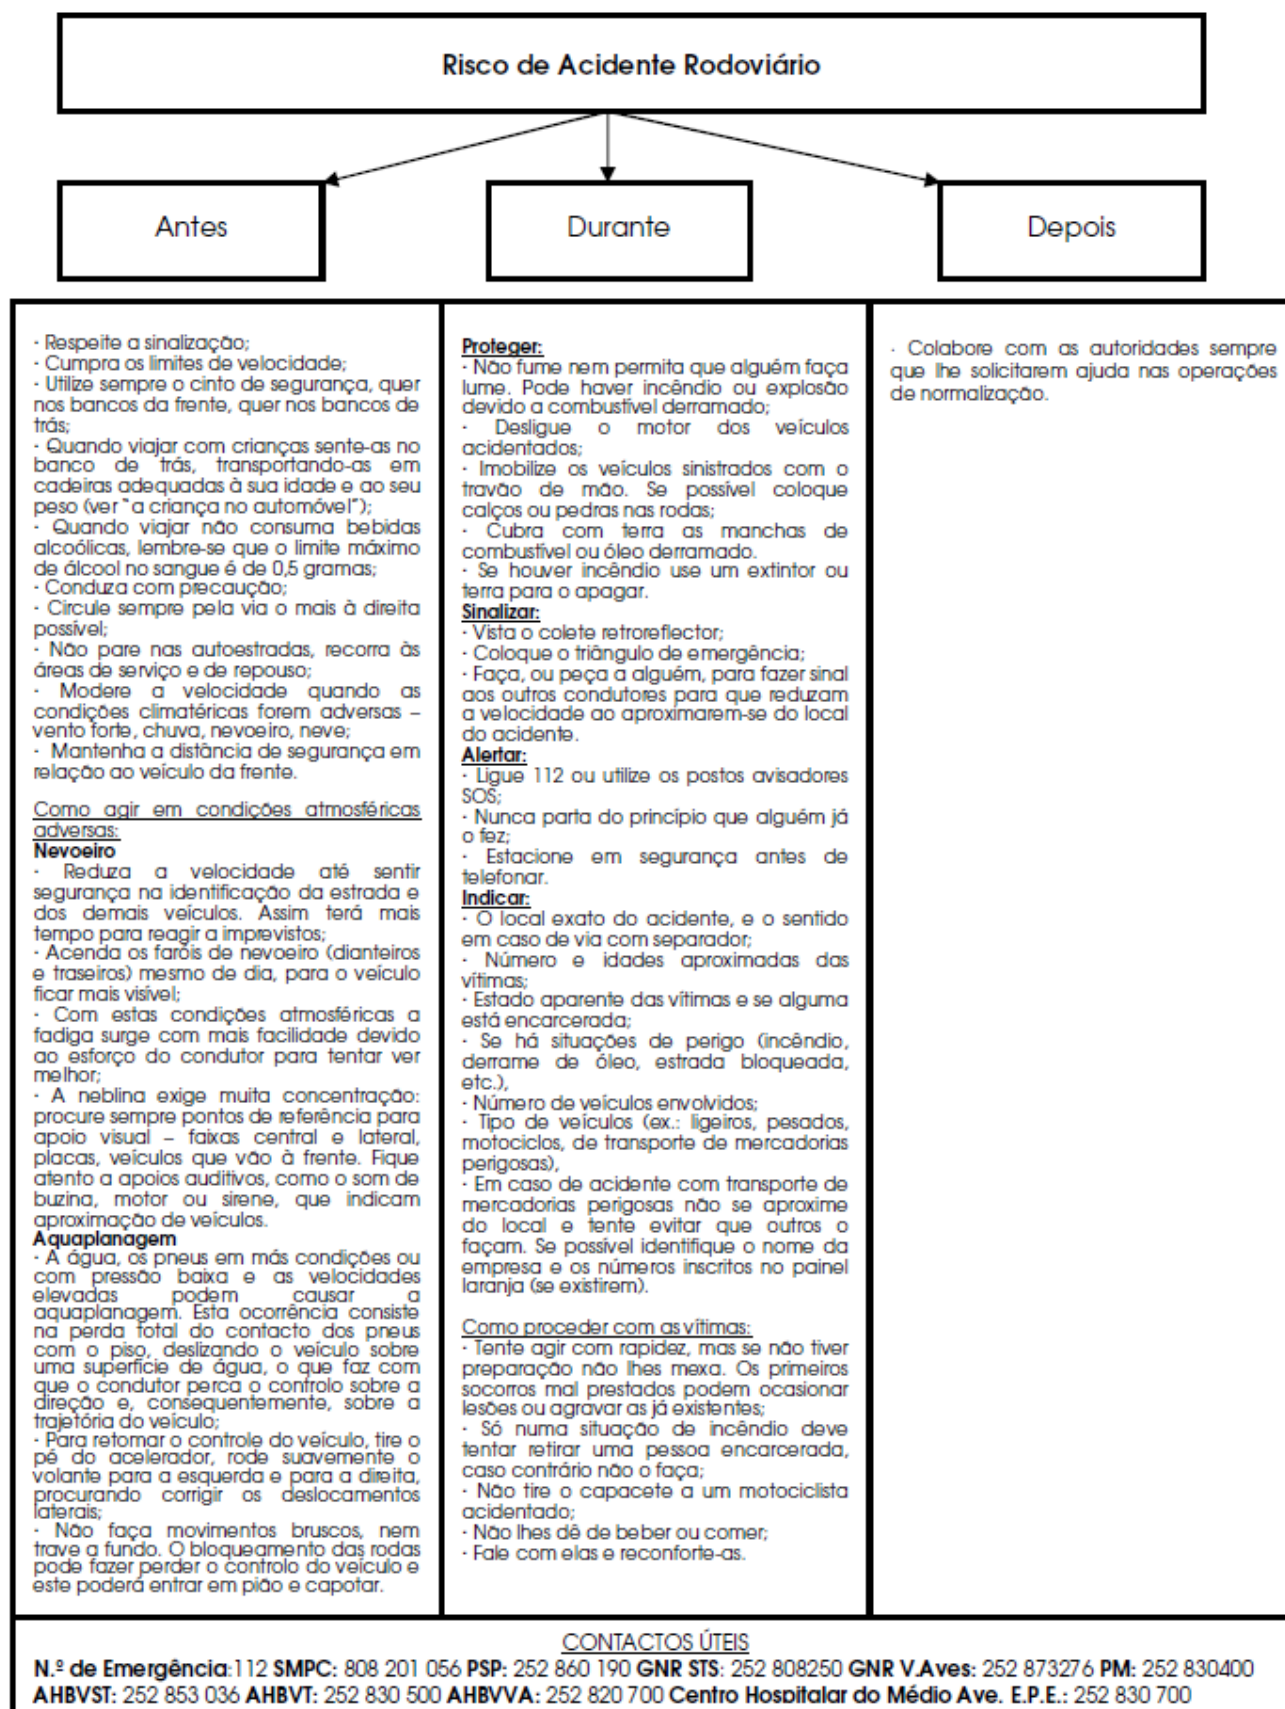 Risco de Acidente Rodoviário
Antes
Durante
Depois
· Respeite a sinalização;
· Cumpra os limites de velocidade;
· Utilize sempre o cinto de segurança, quer
nos bancos da frente, quer nos bancos de
trás;
· Quando viajar com crianças sente-as no
banco de trás, transportando-as em
cadeiras adequadas à sua idade e ao seu
peso (ver "a criança no automóvel");
· Quando viajar não consuma bebidas
alcoólicas, lembre-se que o limite máximo
de álcool no sangue é de 0,5 gramas;
· Conduza com precaução;
· Circule sempre pela via o mais à direita
possível;
· Não pare nas autoestradas, recorra às
áreas de serviço e de repouso;
· Modere a velocidade quando as
condições climatéricas forem adversas –
vento forte, chuva, nevoeiro, neve;
· Mantenha a distância de segurança em
relação ao veículo da frente.
Como agir em condições atmosféricas
adversas:
Nevoeiro
· Reduza a velocidade até sentir
segurança na identificação da estrada e
dos demais veículos. Assim terá mais
tempo para reagir a imprevistos;
· Acenda os faróis de nevoeiro (dianteiros
e traseiros) mesmo de dia, para o veículo
ficar mais visível;
· Com estas condições atmosféricas a
fadiga surge com mais facilidade devido
ao esforço do condutor para tentar ver
melhor;
· A neblina exige muita concentração:
procure sempre pontos de referência para
apoio visual – faixas central e lateral,
placas, veículos que vão à frente. Fique
atento a apoios auditivos, como o som de
buzina, motor ou sirene, que indicam
aproximação de veículos.
Aquaplanagem
· A água, os pneus em más condições ou
com pressão baixa e as velocidades
elevadas podem causar a
aquaplanagem. Esta ocorrência consiste
na perda total do contacto dos pneus
com o piso, deslizando o veículo sobre
uma superfície de água, o que faz com
que o condutor perca o controlo sobre a
direção e, consequentemente, sobre a
trajetória do veículo;
· Para retomar o controle do veículo, tire o
pé do acelerador, rode suavemente o
volante para a esquerda e para a direita,
procurando corrigir os deslocamentos
laterais;
· Não faça movimentos bruscos, nem
trave a fundo. O bloqueamento das rodas
pode fazer perder o controlo do veículo e
este poderá entrar em pião e capotar.
Proteger:
· Não fume nem permita que alguém faça
lume. Pode haver incêndio ou explosão
devido a combustível derramado;
· Desligue o motor dos veículos
acidentados;
· Imobilize os veículos sinistrados com o
travão de mão. Se possível coloque
calços ou pedras nas rodas;
· Cubra com terra as manchas de
combustível ou óleo derramado.
· Se houver incêndio use um extintor ou
terra para o apagar.
Sinalizar:
· Vista o colete retroreflector;
· Coloque o triângulo de emergência;
· Faça, ou peça a alguém, para fazer sinal
aos outros condutores para que reduzam
a velocidade ao aproximarem-se do local
do acidente.
Alertar:
· Ligue 112 ou utilize os postos avisadores
SOS;
· Nunca parta do princípio que alguém já
o fez;
· Estacione em segurança antes de
telefonar.
Indicar:
· O local exato do acidente, e o sentido
em caso de via com separador;
· Número e idades aproximadas das
vítimas;
· Estado aparente das vítimas e se alguma
está encarcerada;
· Se há situações de perigo (incêndio,
derrame de óleo, estrada bloqueada,
etc.),
· Número de veículos envolvidos;
· Tipo de veículos (ex.: ligeiros, pesados,
motociclos, de transporte de mercadorias
perigosas),
· Em caso de acidente com transporte de
mercadorias perigosas não se aproxime
do local e tente evitar que outros o
façam. Se possível identifique o nome da
empresa e os números inscritos no painel
laranja (se existirem).
Como proceder com as vítimas:
· Tente agir com rapidez, mas se não tiver
preparação não lhes mexa. Os primeiros
socorros mal prestados podem ocasionar
lesões ou agravar as já existentes;
· Só numa situação de incêndio deve
tentar retirar uma pessoa encarcerada,
caso contrário não o faça;
· Não tire o capacete a um motociclista
acidentado;
· Não lhes dê de beber ou comer;
· Fale com elas e reconforte-as.
· Colabore com as autoridades sempre
que lhe solicitarem ajuda nas operações
de normalização.
CONTACTOS ÚTEIS
N.º de Emergência:112 SMPC: 808 201 056 PSP: 252 860 190 GNR STS: 252 808250 GNR V.Aves: 252 873276 PM: 252 830400
AHBVST: 252 853 036 AHBVT: 252 830 500 AHBVVA: 252 820 700 Centro Hospitalar do Médio Ave. E.P.E.: 252 830 700